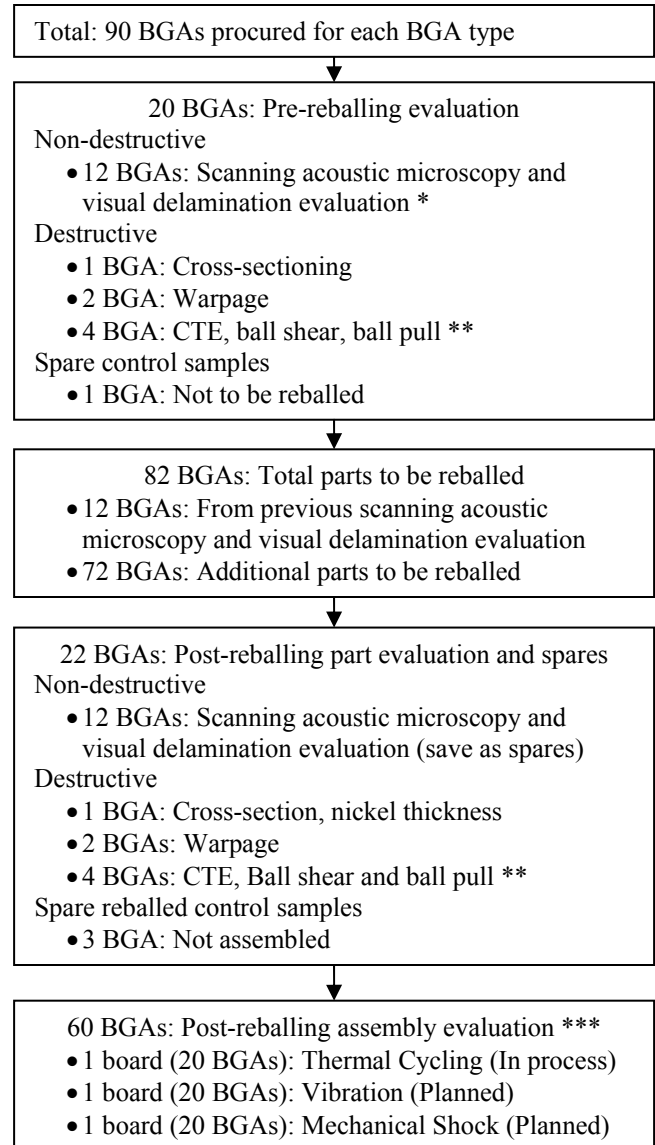 Total: 90 BGAs procured for each BGA type
20 BGAs: Pre-reballing evaluation
Non-destructive
•12 BGAs: Scanning acoustic microscopy and
visual delamination evaluation *
Destructive
•1 BGA: Cross-sectioning
•2 BGA: Warpage
•4 BGA: CTE, ball shear, ball pull **
Spare control samples
•1 BGA: Not to be reballed
82 BGAs: Total parts to be reballed
•12 BGAs: From previous scanning acoustic
microscopy and visual delamination evaluation
•72 BGAs: Additional parts to be reballed
22 BGAs: Post-reballing part evaluation and spares
Non-destructive
•12 BGAs: Scanning acoustic microscopy and
visual delamination evaluation (save as spares)
Destructive
•1 BGA: Cross-section, nickel thickness
•2 BGAs: Warpage
•4 BGAs: CTE, Ball shear and ball pull **
Spare reballed control samples
•3 BGA: Not assembled
60 BGAs: Post-reballing assembly evaluation ***
•1 board (20 BGAs): Thermal Cycling (In process)
•1 board (20 BGAs): Vibration (Planned)
•1 board (20 BGAs): Mechanical Shock (Planned)